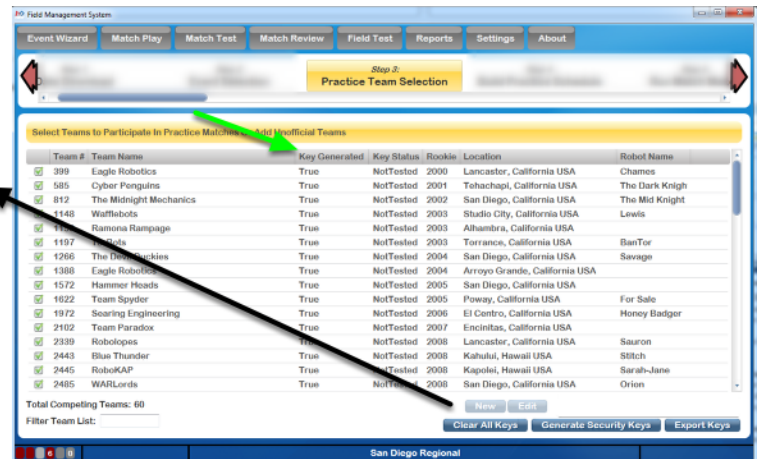 Field Management System
Event Wizard Match Play Match Test Match Review Field Test Reports Settings About
Step 3:
Practice Team Selection
Select Teams to Participate In Practice Matches Or Add Unofficial Teams
Team # Team Name Key Generated Key Status Rookie Location Robot Name
399 Eagle Robotics True NotTested 2000 Lancaster, California USA Chames
585 Cyber Penguins True NotTested 2001 Tehachapi, California USA The Dark Knigh
812 The Midnight Mechanics True NotTested 2002 San Diego, California USA The Mid Knight
1148 Wafflebots True NotTested 2003 Studio City, California USA Lewis
Ramona Rampage True NotTested 2003 Alhambra, California USA
1197 True NotTested 2003 Torrance, California USA BanTor
1266 The Devil Duckies True NotTested 2004 San Diego, California USA Savage
1388 Eagle Robotics True NotTested 2004 Arroyo Grande, California USA
1572 Hammer Heads True NotTested 2005 San Diego, California USA
1622 Team Spyder True NotTested 2005 Poway, California USA For Sale
1972 Searing Engineering True NotTested 2006 El Centro, California USA Honey Badger
2102 Team Paradox True NotTested 2007 Encinitas, California USA
2339 Robolopes True NotTested 2008 Lancaster, California USA Sauron
2443 Blue Thunder True NotTested 2008 Kahului, Hawaii USA Stitch
2445 RoboKAP True NotTested 2008 Kapolei, Hawaii USA Sarah-Jane
2485 WARLords True NotTested 2008 San Diego, California USA Orion
Total Competing Teams: 60 New Edit
Filter Team List: Clear All Keys Generate Security Keys Export Keys
San Diego Regional